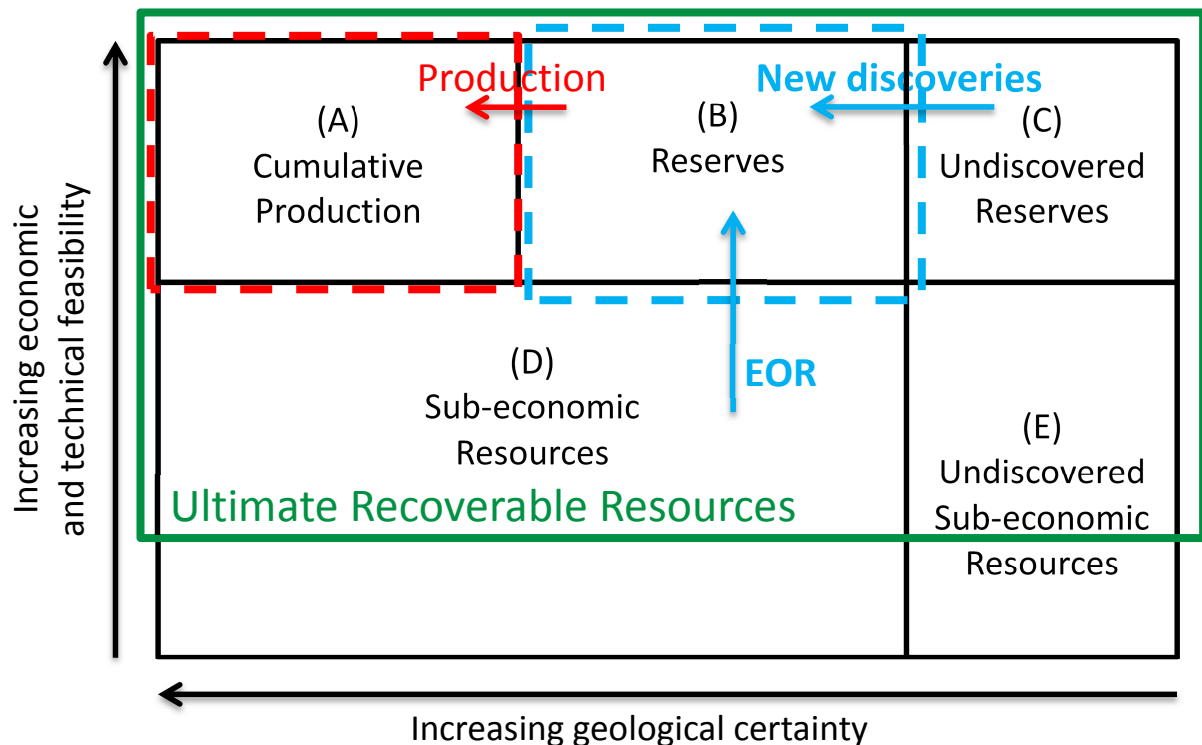 Production
New discoveries
(A)
Cumulative
Production
(B)
Reserves
(C)
Undiscovered
Reserves
Increasing economic
and technical feasibility
(D)
Sub-economic
Resources
EOR
(E)
Undiscovered
Sub-economic
Resources
Ultimate Recoverable Resources
Increasing geological certainty